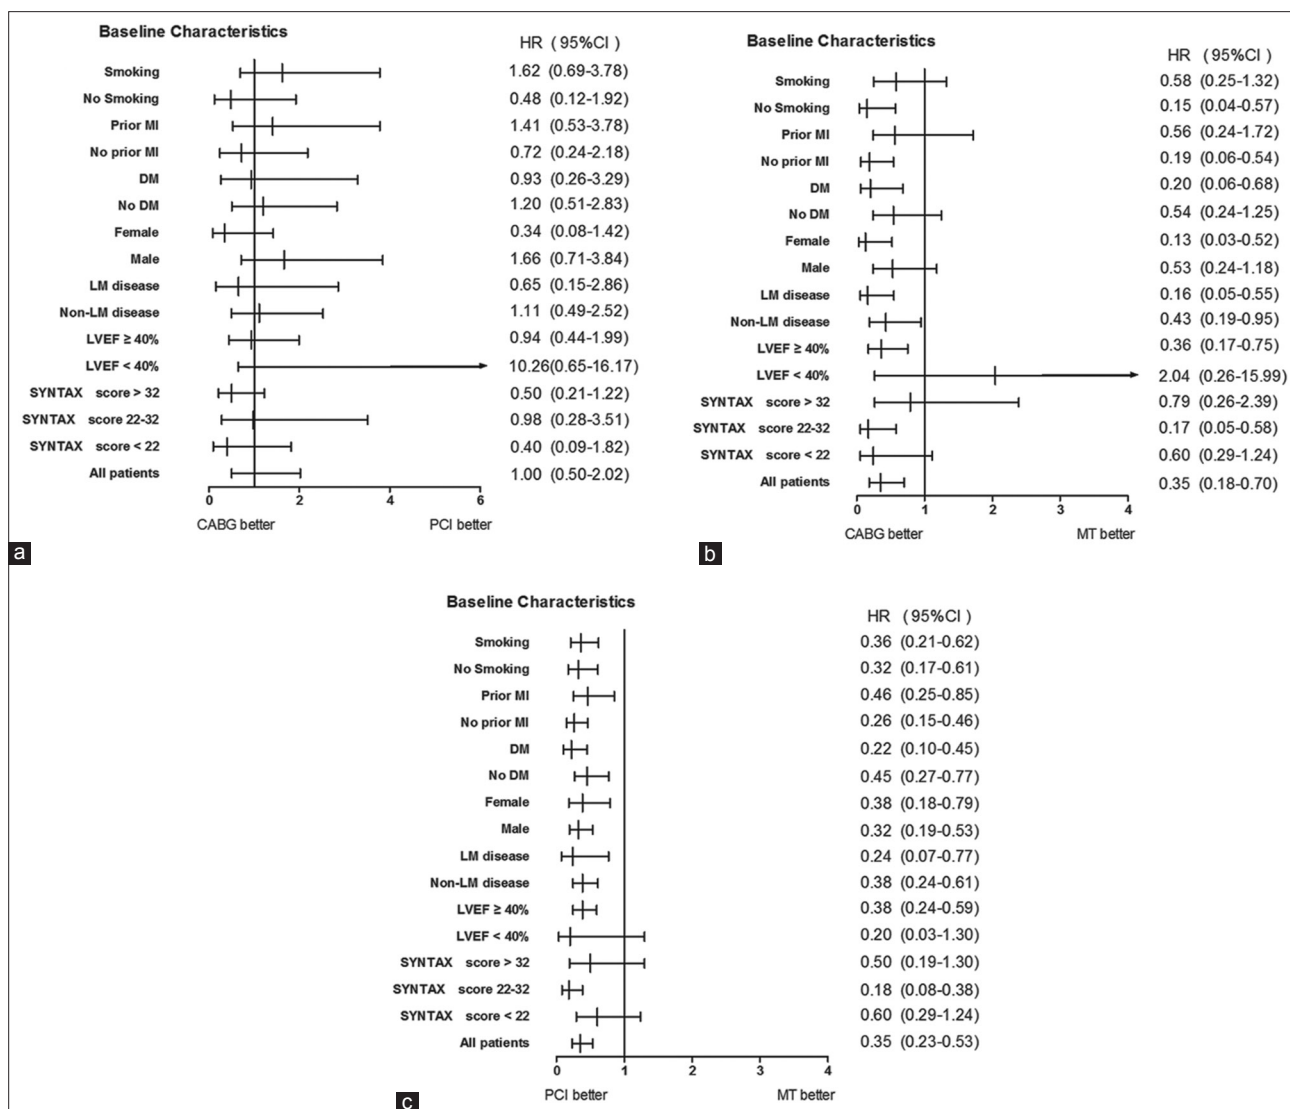 Baseline Characteristics
HR ( 95%CI )
Smoking 1.62 (0.69-3.78)
No Smoking 0.48 (0.12-1.92)
Prior MI 1.41 (0.53-3.78)
No prior MI 0.72 (0.24-2.18)
DM 0.93 (0.26-3.29)
No DM 1.20 (0.51-2.83)
Female 0.34 (0.08-1.42)
Male 1.66 (0.71-3.84)
LM disease 0.65 (0.15-2.86)
Non-LM disease 1.11 (0.49-2.52)
LVEF ≥ 40% 0.94 (0.44-1.99)
LVEF < 40% 10.26(0.65-16.17)
SYNTAX score > 32 0.50 (0.21-1.22)
SYNTAX score 22-32 0.98 (0.28-3.51)
SYNTAX score < 22 0.40 (0.09-1.82)
All patients 1.00 (0.50-2.02)
0 2 4 6
CABG better PCI better
a
Baseline Characteristics
HR (95%CI)
Smoking 0.58 (0.25-1.32)
No Smoking 0.15 (0.04-0.57)
Prior MI 0.56 (0.24-1.72)
No prior MI 0.19 (0.06-0.54)
DM 0.20 (0.06-0.68)
No DM 0.54 (0.24-1.25)
Female 0.13 (0.03-0.52)
Male 0.53 (0.24-1.18)
LM disease 0.16 (0.05-0.55)
Non-LM disease 0.43 (0.19-0.95)
LVEF ≥ 40% 0.36 (0.17-0.75)
LVEF < 40% 2.04 (0.26-15.99)
SYNTAX score > 32 0.79 (0.26-2.39)
SYNTAX score 22-32 0.17 (0.05-0.58)
SYNTAX score < 22 0.60 (0.29-1.24)
All patients 0.35 (0.18-0.70)
0 1 2 3 4
CABG better MT better
b
Baseline Characteristics
HR (95%CI)
Smoking 0.36 (0.21-0.62)
No Smoking 0.32 (0.17-0.61)
Prior MI 0.46 (0.25-0.85)
No prior MI 0.26 (0.15-0.46)
DM 0.22 (0.10-0.45)
No DM 0.45 (0.27-0.77)
Female 0.38 (0.18-0.79)
Male 0.32 (0.19-0.53)
LM disease 0.24 (0.07-0.77)
Non-LM disease 0.38 (0.24-0.61)
LVEF ≥ 40% 0.38 (0.24-0.59)
LVEF < 40% 0.20 (0.03-1.30)
SYNTAX score > 32 0.50 (0.19-1.30)
SYNTAX score 22-32 0.18 (0.08-0.38)
SYNTAX score < 22 0.60 (0.29-1.24)
All patients 0.35 (0.23-0.53)
0 1 2 3 4
PCI better MT better
c